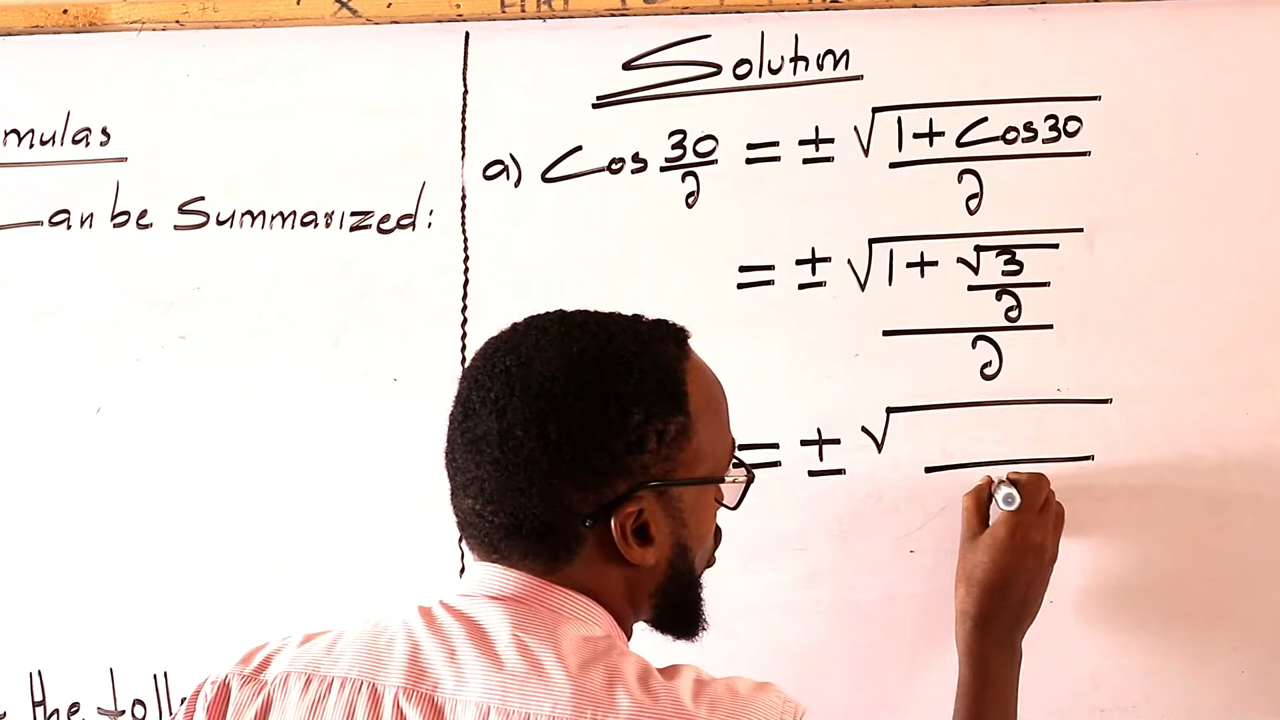 mulas
an be Summarized:
the foll
Solution
a) Cos 30/2 = ± √(1 + Cos30)/2
= ± √(1 + √3/2)/2
= ± √